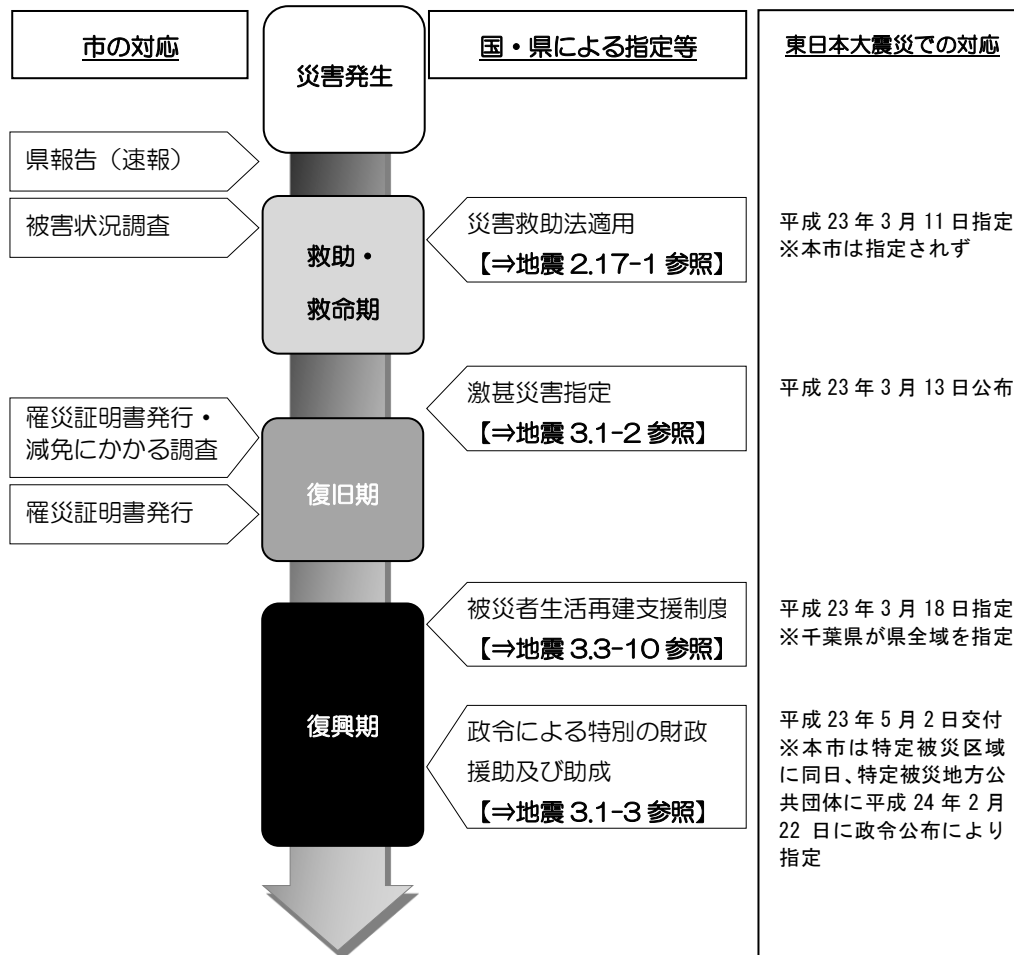 市の対応
災害発生
国・県による指定等
東日本大震災での対応
県報告（速報）
被害状況調査
救助・
救命期
災害救助法適用
【⇒地震 2.17-1 参照】
平成 23 年 3 月 11 日指定
※本市は指定されず
激甚災害指定
【⇒地震 3.1-2 参照】
平成 23 年 3 月 13 日公布
罹災証明書発行・
減免にかかる調査
罹災証明書発行
復旧期
被災者生活再建支援制度
【⇒地震 3.3-10 参照】
平成 23 年 3 月 18 日指定
※千葉県が県全域を指定
復興期
政令による特別の財政
援助及び助成
【⇒地震 3.1-3 参照】
平成 23 年 5 月 2 日交付
※本市は特定被災区域
に同日、特定被災地方公
共団体に平成 24 年 2 月
22 日に政令公布により
指定